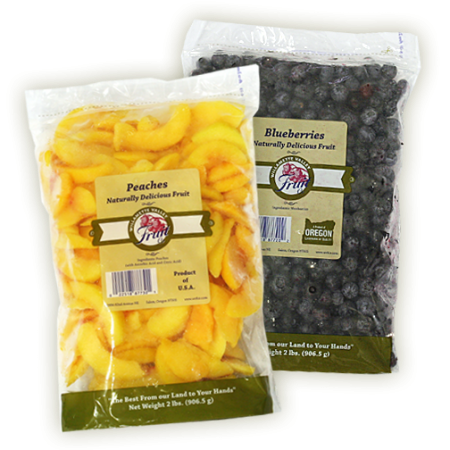 Peaches
Naturally Delicious Fruit
WILLAMETTE VALLEY
Fruit
Product
of
U.S.A.
"The Best From our Land to Your Hands"
Net Weight 2 lbs. (906.5 g)
Blueberries
Naturally Delicious Fruit
WILLAMETTE VALLEY
Fruit
OREGON
From our Land to Your Hands"
Weight 2 lbs. (906.5 g)